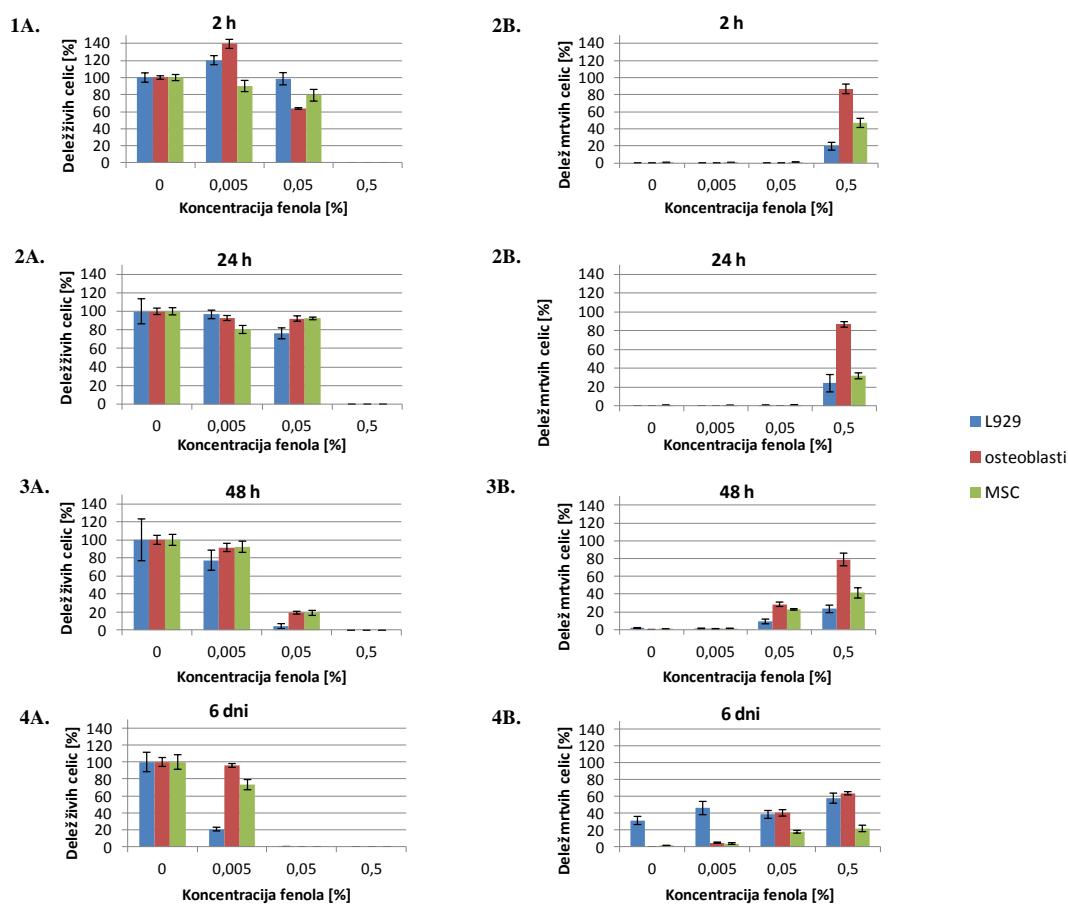 1A.
2 h
Delež živih celic [%]
140
120
100
80
60
40
20
0
0 0,005 0,05 0,5
Koncentracija fenola [%]
2B.
2 h
Delež mrtvih celic [%]
140
120
100
80
60
40
20
0
0 0,005 0,05 0,5
Koncentracija fenola [%]
2A.
24 h
Delež živih celic [%]
140
120
100
80
60
40
20
0
0 0,005 0,05 0,5
Koncentracija fenola [%]
2B.
24 h
Delež mrtvih celic [%]
140
120
100
80
60
40
20
0
0 0,005 0,05 0,5
Koncentracija fenola [%]
L929
osteoblasti
MSC
3A.
48 h
Delež živih celic [%]
140
120
100
80
60
40
20
0
0 0,005 0,05 0,5
Koncentracija fenola [%]
3B.
48 h
Delež mrtvih celic [%]
140
120
100
80
60
40
20
0
0 0,005 0,05 0,5
Koncentracija fenola [%]
4A.
6 dni
Delež živih celic [%]
140
120
100
80
60
40
20
0
0 0,005 0,05 0,5
Koncentracija fenola [%]
4B.
6 dni
Delež mrtvih celic [%]
140
120
100
80
60
40
20
0
0 0,005 0,05 0,5
Koncentracija fenola [%]